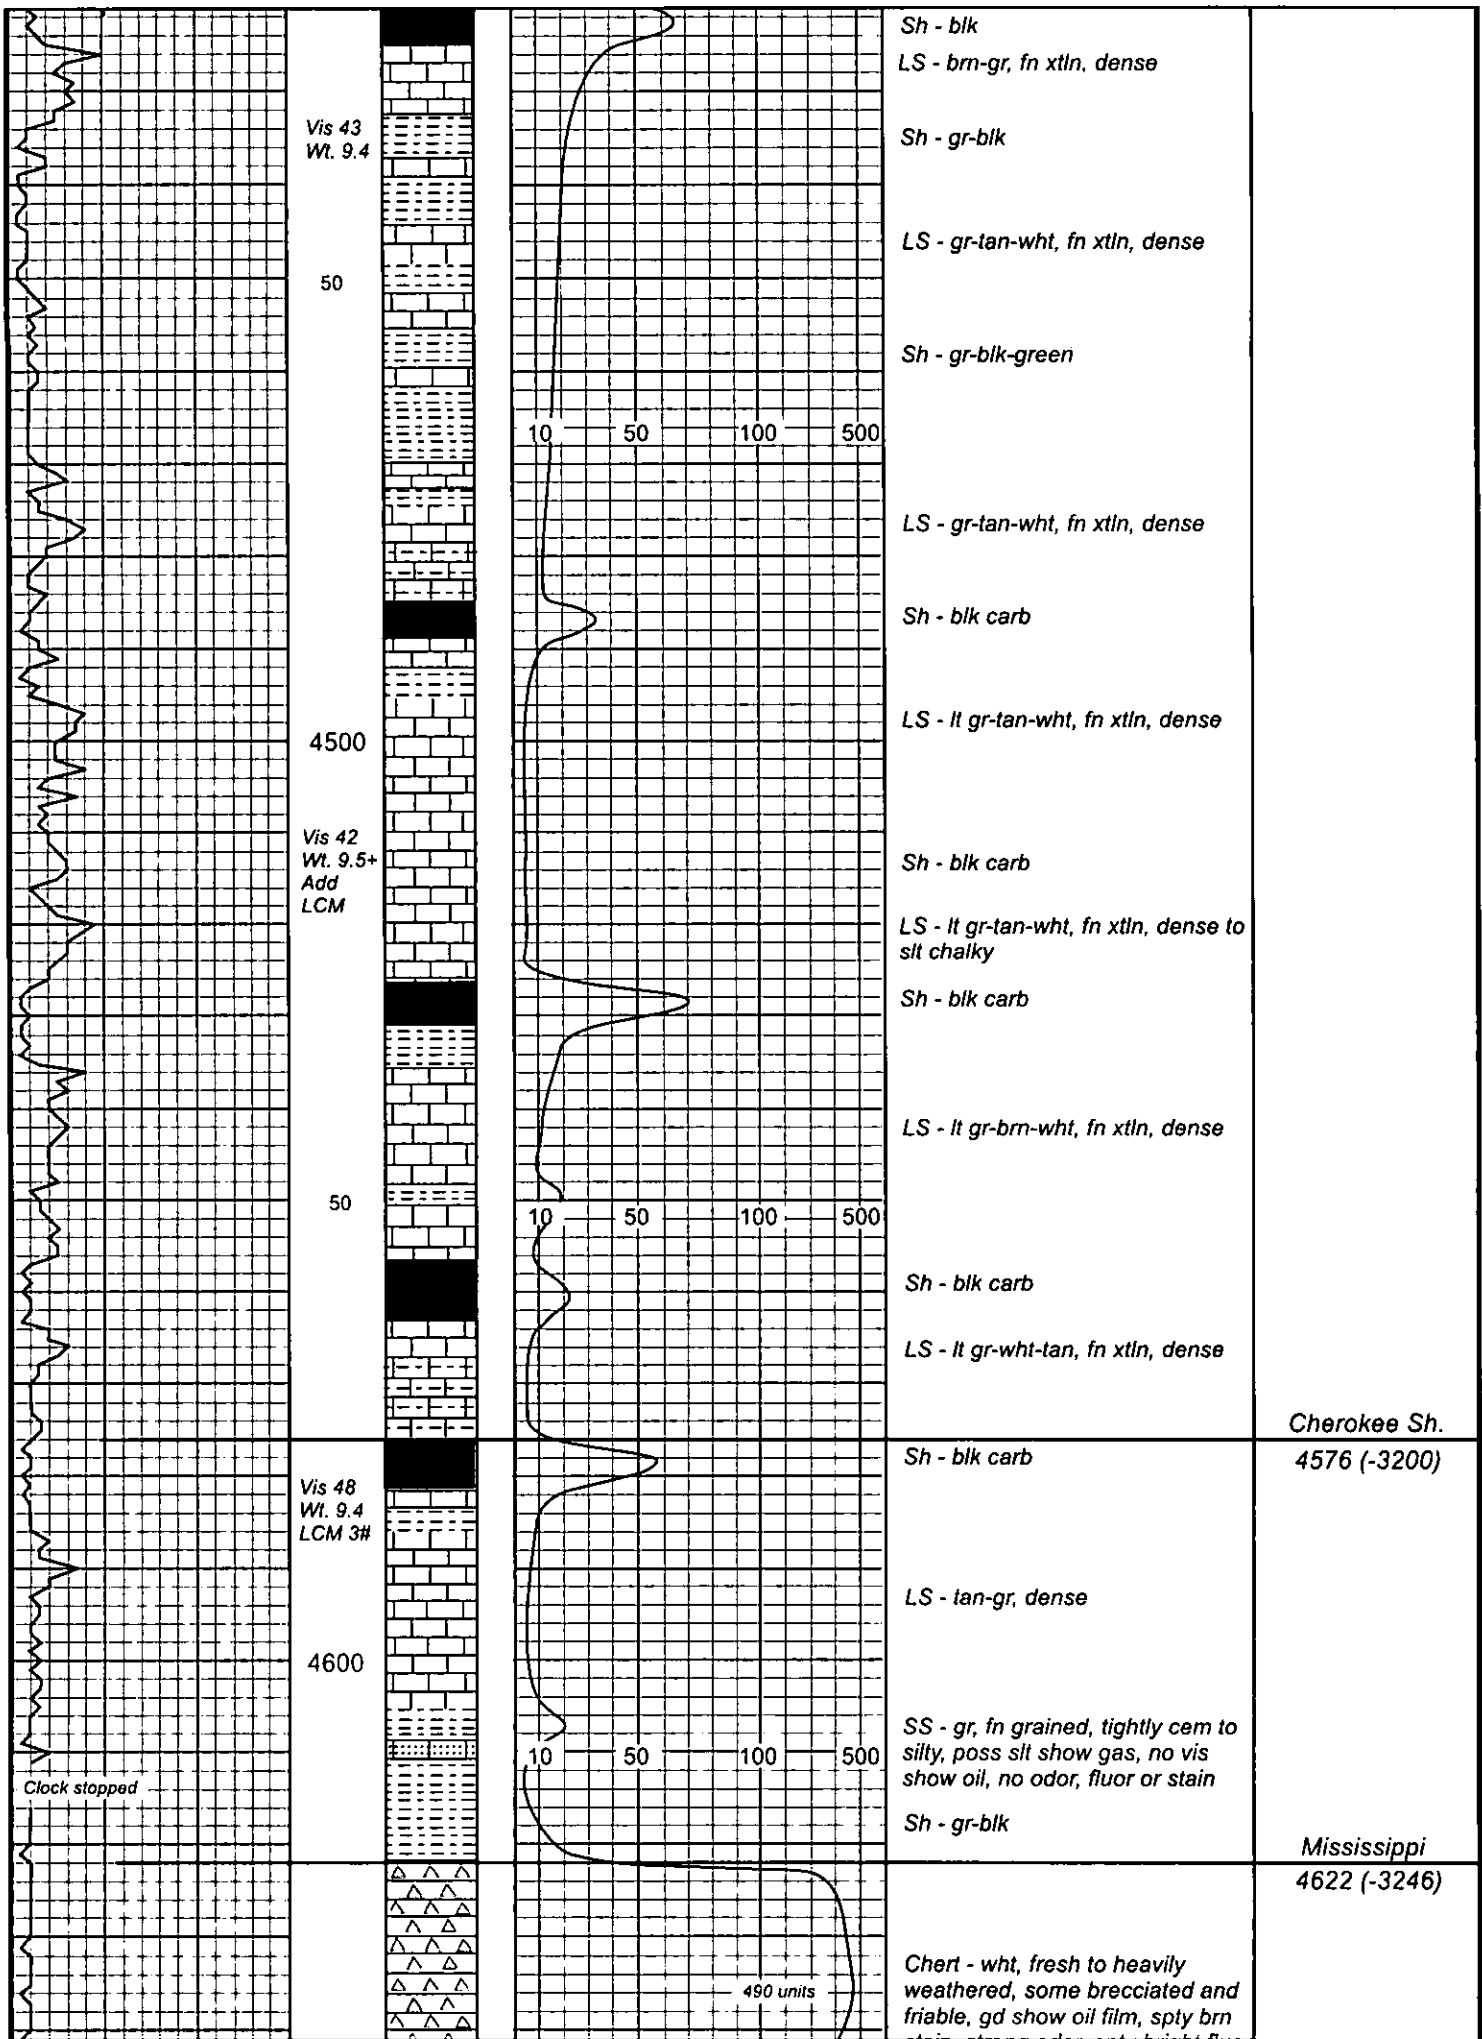 Sh - blk
LS - brn-gr, fn xtln, dense
Vis 43
Wt. 9.4
Sh - gr-blk
LS - gr-tan-wht, fn xtln, dense
50
Sh - gr-blk-green
10 50 100 500
LS - gr-tan-wht, fn xtln, dense
Sh - blk carb
LS - lt gr-tan-wht, fn xtln, dense
4500
Vis 42
Wt. 9.5+
Add
LCM
Sh - blk carb
LS - lt gr-tan-wht, fn xtln, dense to
slt chalky
Sh - blk carb
LS - lt gr-brn-wht, fn xtln, dense
50
10 50 100 500
Sh - blk carb
LS - lt gr-wht-tan, fn xtln, dense
Cherokee Sh.
4576 (-3200)
Sh - blk carb
Vis 48
Wt. 9.4
LCM 3#
LS - tan-gr, dense
4600
SS - gr, fn grained, tightly cem to
silty, poss slt show gas, no vis
show oil, no odor, fluor or stain
10 50 100 500
Clock stopped
Sh - gr-blk
Mississippi
4622 (-3246)
Chert - wht, fresh to heavily
weathered, some brecciated and
friable, gd show oil film, spty brn
490 units